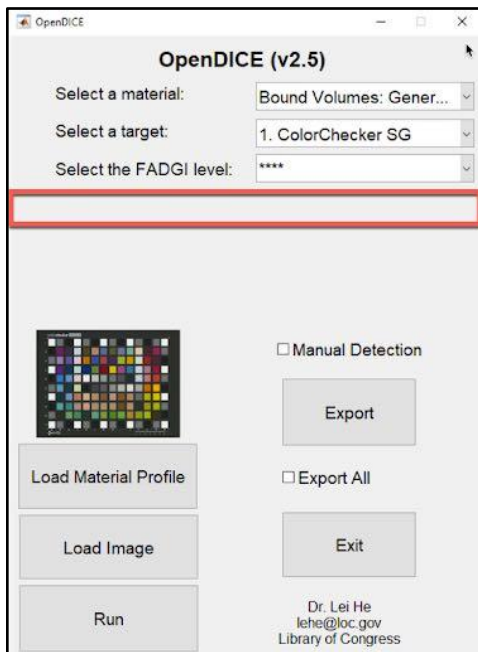 OpenDICE
OpenDICE (v2.5)
Select a material:
Bound Volumes: Gener...
Select a target:
1. ColorChecker SG
Select the FADGI level:
****
Manual Detection
Export
Load Material Profile
Export All
Load Image
Exit
Run
Dr. Lei He
lehe@loc.gov
Library of Congress